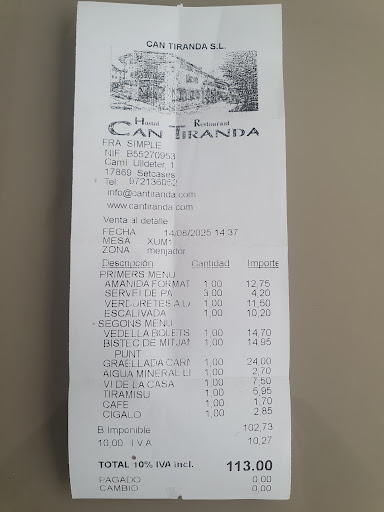 CAN TIRANDA S.L.
Hostal Restaurant
CAN TIRANDA
FRA. SIMPLE
NIF B55270953
Camí Ulldeter, 1
17869 Setcases
Tel: 972136052
info@cantiranda.com
www.cantiranda.com
Venta al detalle
FECHA 14/08/2025 14:37
MESA XUM1
ZONA menjador
Descripción Cantidad Importe
PRIMERS MENU
AMANIDA FORMAT 1,00 12,75
SERVEI DE PA 3,00 4,20
VERDURETES A LA 1,00 11,50
ESCALIVADA 1,00 10,20
- SEGONS MENU
VEDELLA BOLETS 1,00 14,70
BISTEC DE MITJAN 1,00 14,95
PUNT
GRAELLADA CARN 1,00 24,00
AIGUA MINERAL LI 1,00 2,70
VI DE LA CASA 1,00 7,50
TIRAMISU 1,00 5,95
CAFE 1,00 1,70
CIGALO 1,00 2,85
B Imponible 102,73
10,00 I V A 10,27
TOTAL 10% IVA incl. 113.00
PAGADO 0,00
CAMBIO 0,00